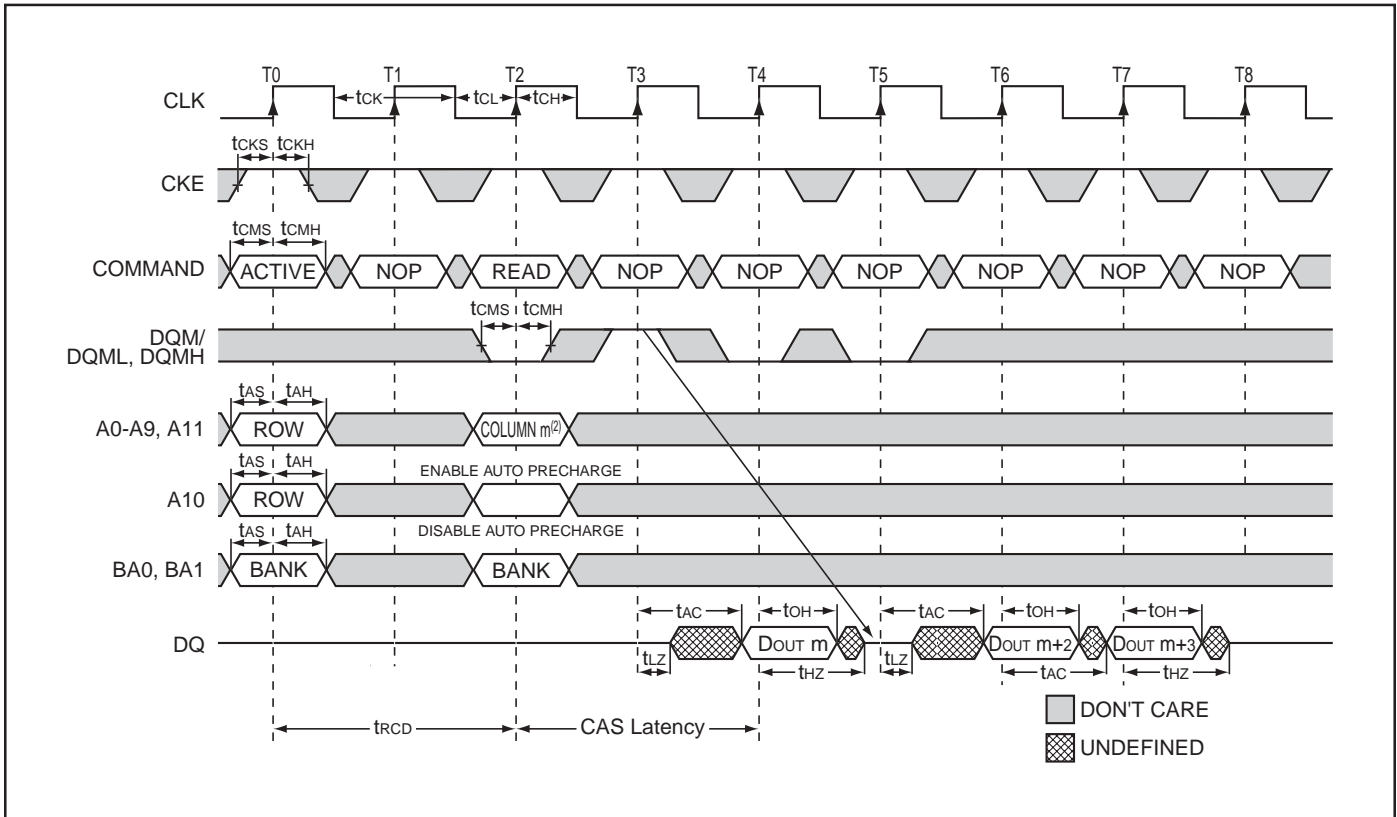 T0 T1 T2 T3 T4 T5 T6 T7 T8
CLK tCK tCL tCH
tCKS tCKH
CKE
tCMS tCMH
COMMAND ACTIVE NOP READ NOP NOP NOP NOP NOP NOP
tCMS tCMH
DQM/
DQML, DQMH
tAS tAH
A0-A9, A11 ROW COLUMN m(2)
tAS tAH ENABLE AUTO PRECHARGE
A10 ROW
tAS tAH DISABLE AUTO PRECHARGE
BA0, BA1 BANK BANK
tAC tOH tAC tOH tOH
DQ DOUT m DOUT m+2 DOUT m+3
tLZ tHZ tLZ tAC tHZ
tRCD CAS Latency
DON'T CARE
UNDEFINED